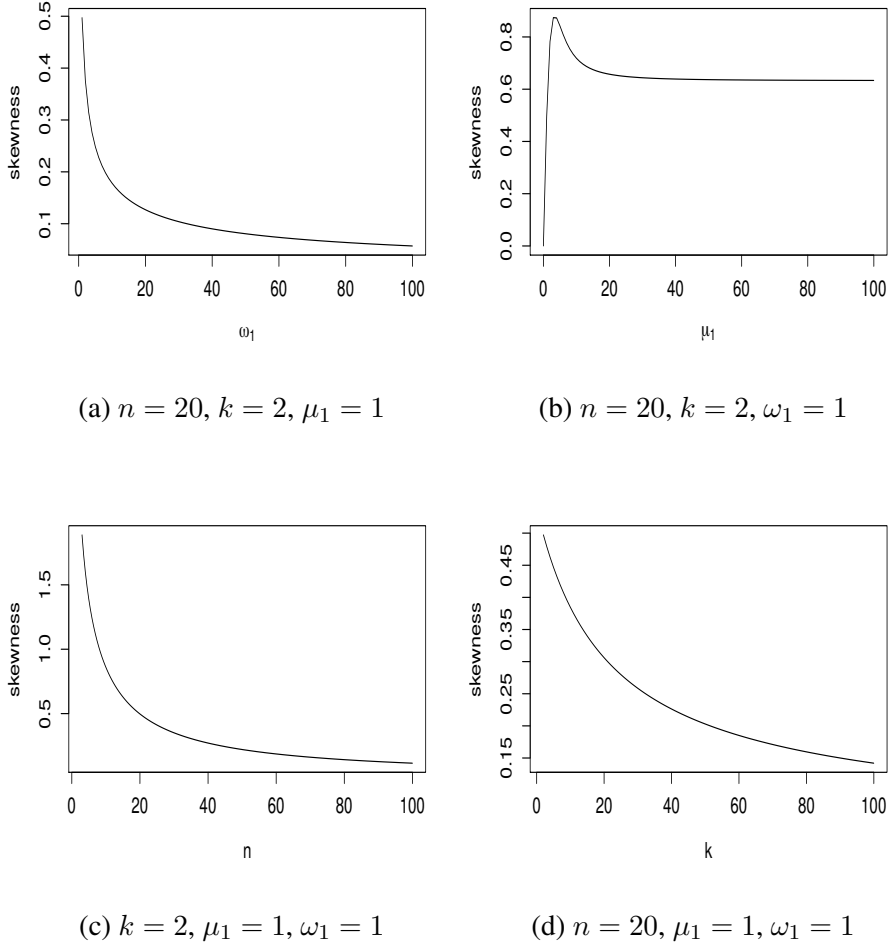 0.1 0.2 0.3 0.4 0.5
skewness
0 20 40 60 80 100
ω₁
(a) n = 20, k = 2, μ₁ = 1
0.0 0.2 0.4 0.6 0.8
skewness
0 20 40 60 80 100
μ₁
(b) n = 20, k = 2, ω₁ = 1
0.5 1.0 1.5
skewness
0 20 40 60 80 100
n
(c) k = 2, μ₁ = 1, ω₁ = 1
0.15 0.25 0.35 0.45
skewness
0 20 40 60 80 100
k
(d) n = 20, μ₁ = 1, ω₁ = 1